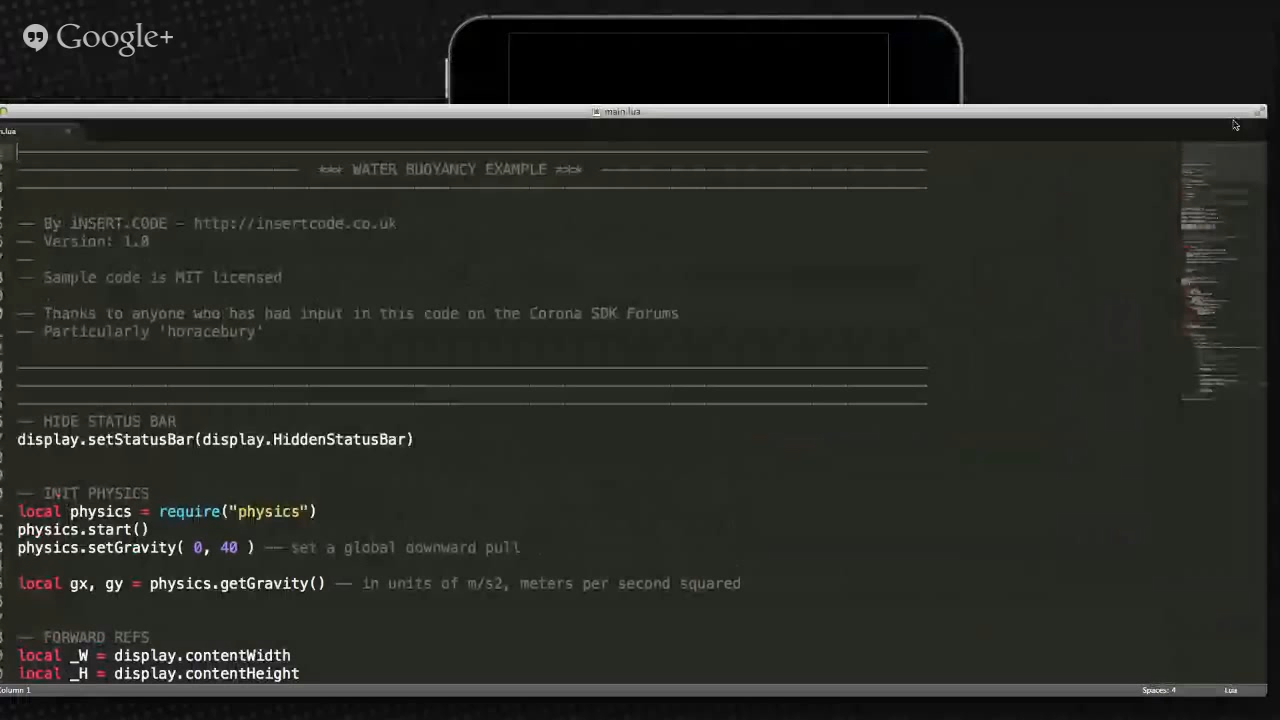 Google+
main.lua
n.lua
*** WATER BUOYANCY EXAMPLE ***
-- By iNSERT.CODE - http://insertcode.co.uk
-- Version: 1.0
--
-- Sample code is MIT licensed
-- Thanks to anyone who has had input in this code on the Corona SDK Forums
-- Particularly 'horacebury'
-- HIDE STATUS BAR
display.setStatusBar(display.HiddenStatusBar)
-- INIT PHYSICS
local physics = require("physics")
physics.start()
physics.setGravity( 0, 40 ) -- set a global downward pull
local gx, gy = physics.getGravity() -- in units of m/s2, meters per second squared
-- FORWARD REFS
local _W = display.contentWidth
local _H = display.contentHeight
Column 1
Spaces: 4
Lua